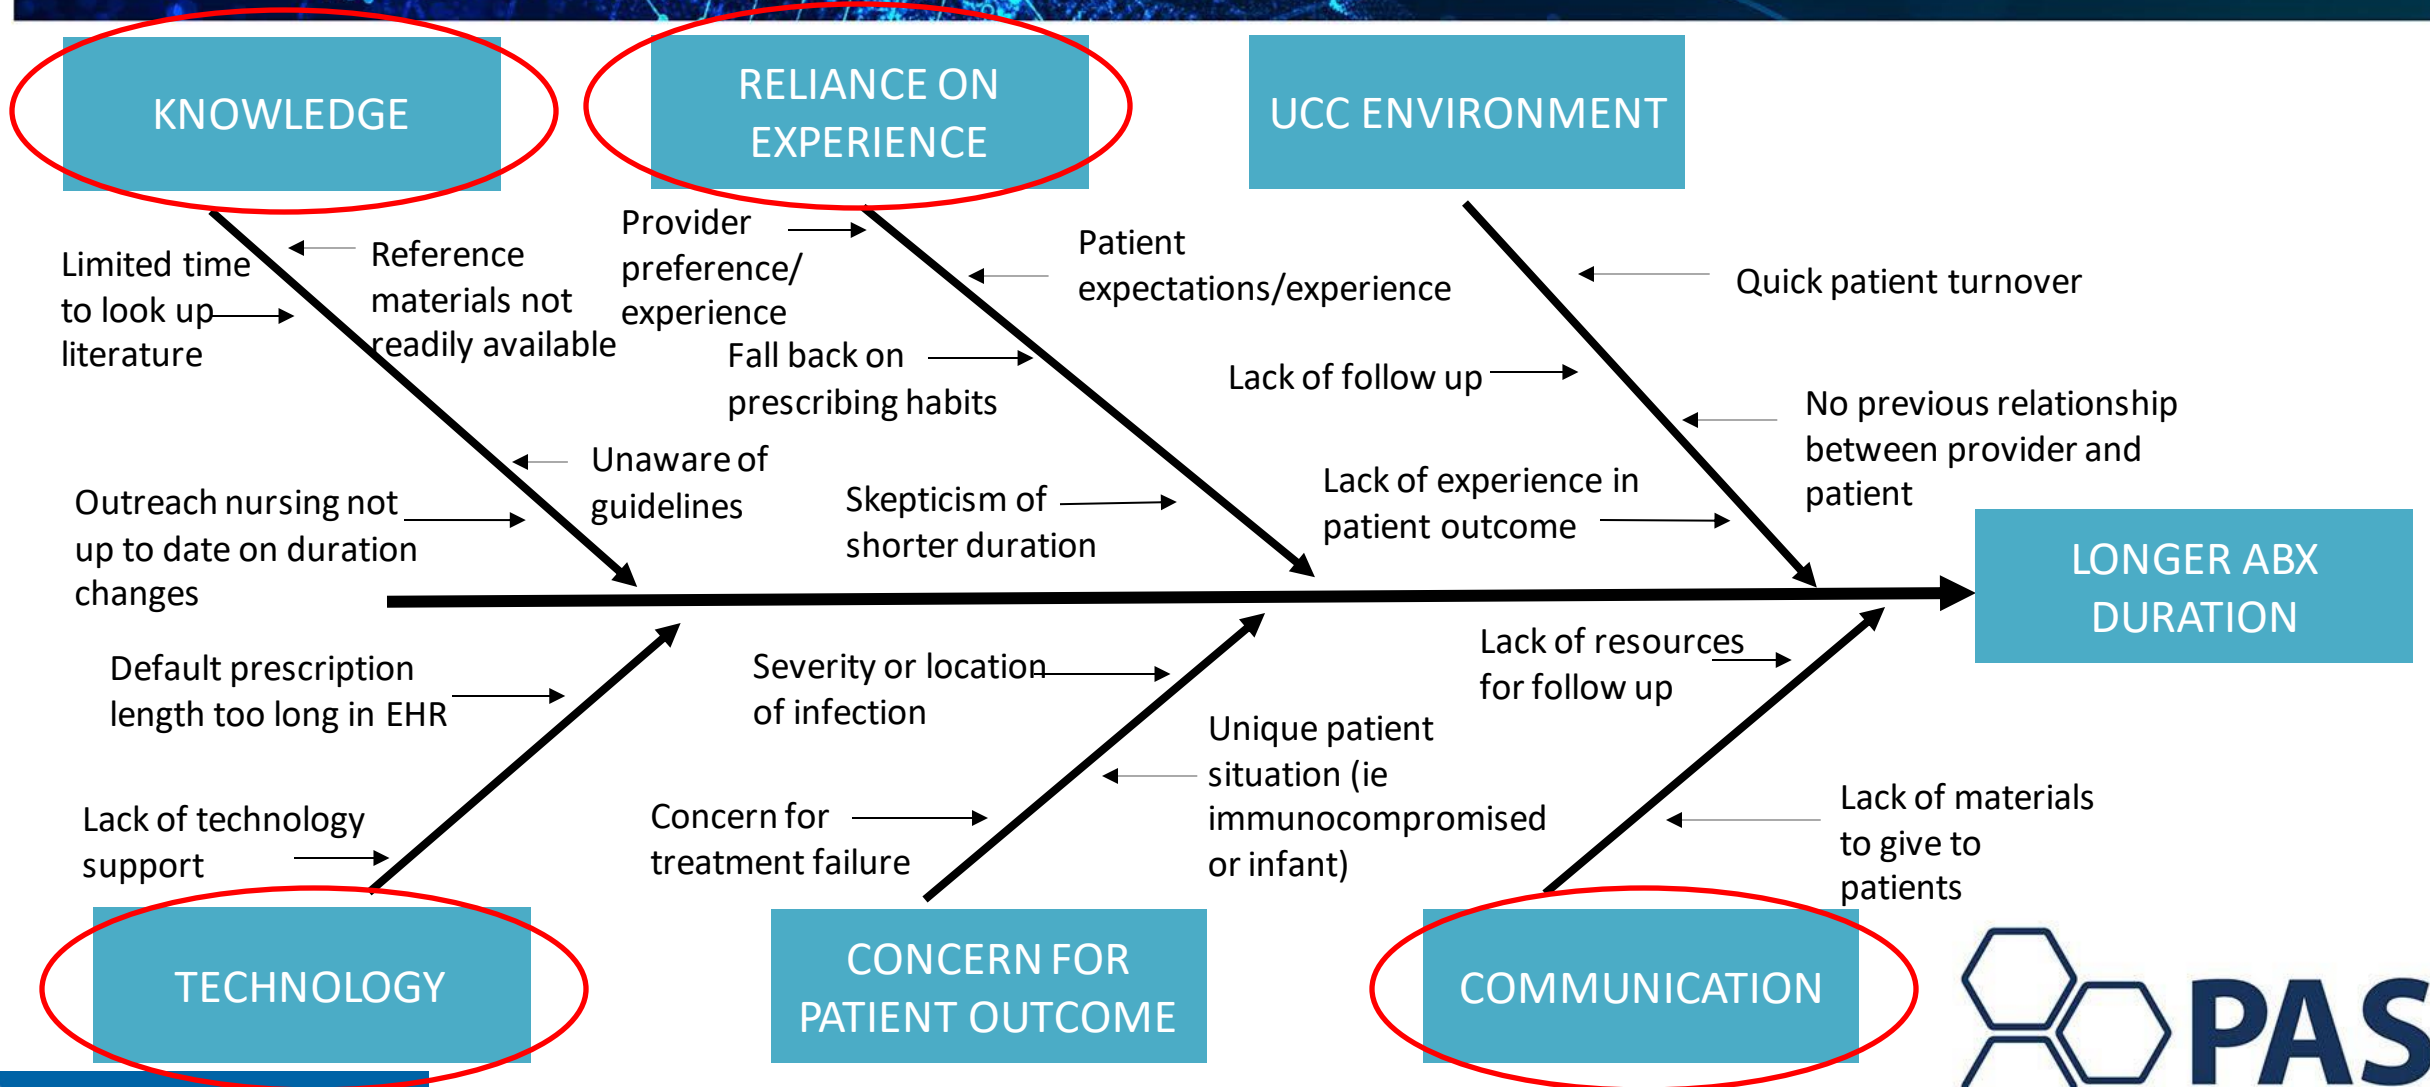 KNOWLEDGE
RELIANCE ON
EXPERIENCE
UCC ENVIRONMENT
Limited time
to look up
literature
Reference
materials not
readily available
Outreach nursing not
up to date on duration
changes
Unaware of
guidelines
Provider
preference/
experience
Patient
expectations/experience
Fall back on
prescribing habits
Skepticism of
shorter duration
Quick patient turnover
Lack of follow up
No previous relationship
between provider and
patient
Lack of experience in
patient outcome
LONGER ABX
DURATION
Default prescription
length too long in EHR
Lack of technology
support
Severity or location
of infection
Concern for
treatment failure
Unique patient
situation (ie
immunocompromised
or infant)
Lack of resources
for follow up
Lack of materials
to give to
patients
TECHNOLOGY
CONCERN FOR
PATIENT OUTCOME
COMMUNICATION
PAS